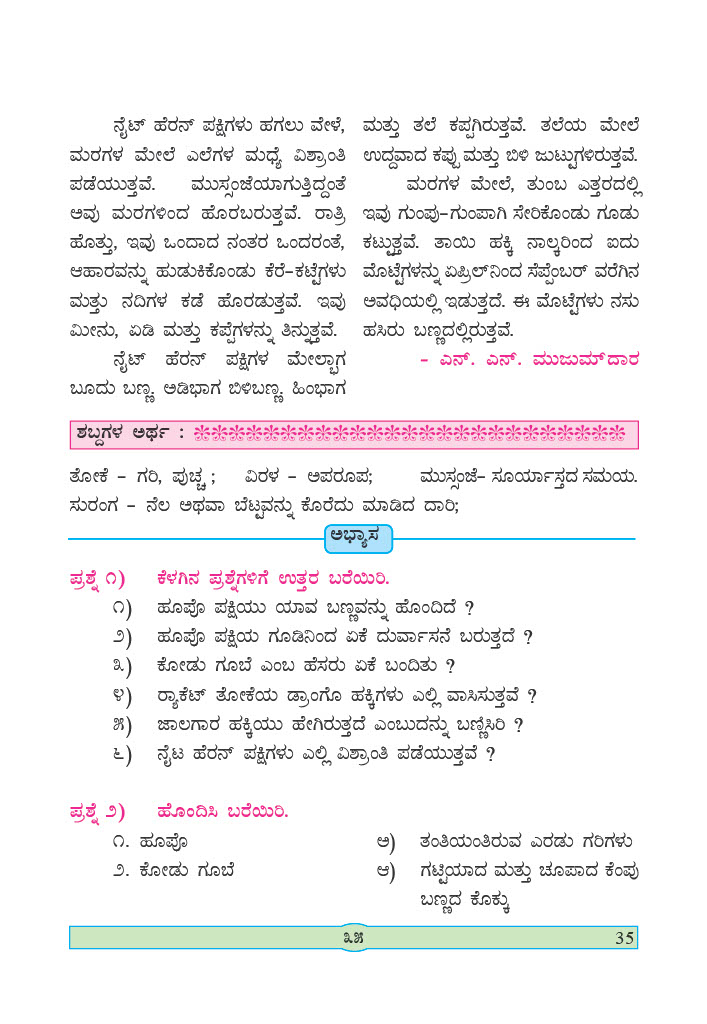 ನೈಟ್ ಹೆರನ್ ಪಕ್ಷಿಗಳು ಹಗಲು ವೇಳೆ,
ಮರಗಳ ಮೇಲೆ ಎಲೆಗಳ ಮಧ್ಯೆ ವಿಶ್ರಾಂತಿ
ಪಡೆಯುತ್ತವೆ. ಮುಸ್ಸಂಜೆಯಾಗುತ್ತಿದ್ದಂತೆ
ಅವು ಮರಗಳಿಂದ ಹೊರಬರುತ್ತವೆ. ರಾತ್ರಿ
ಹೊತ್ತು, ಇವು ಒಂದಾದ ನಂತರ ಒಂದರಂತೆ,
ಆಹಾರವನ್ನು ಹುಡುಕಿಕೊಂಡು ಕೆರೆ–ಕಟ್ಟೆಗಳು
ಮತ್ತು ನದಿಗಳ ಕಡೆ ಹೊರಡುತ್ತವೆ. ಇವು
ಮೀನು, ಏಡಿ ಮತ್ತು ಕಪ್ಪೆಗಳನ್ನು ತಿನ್ನುತ್ತವೆ.
ನೈಟ್ ಹೆರನ್ ಪಕ್ಷಿಗಳ ಮೇಲ್ಭಾಗ
ಬೂದು ಬಣ್ಣ. ಅಡಿಭಾಗ ಬಿಳಿಬಣ್ಣ. ಹಿಂಭಾಗ
ಮತ್ತು ತಲೆ ಕಪ್ಪಗಿರುತ್ತವೆ. ತಲೆಯ ಮೇಲೆ
ಉದ್ದವಾದ ಕಪ್ಪು ಮತ್ತು ಬಿಳಿ ಜುಟ್ಟುಗಳಿರುತ್ತವೆ.
ಮರಗಳ ಮೇಲೆ, ತುಂಬ ಎತ್ತರದಲ್ಲಿ
ಇವು ಗುಂಪು–ಗುಂಪಾಗಿ ಸೇರಿಕೊಂಡು ಗೂಡು
ಕಟ್ಟುತ್ತವೆ. ತಾಯಿ ಹಕ್ಕಿ ನಾಲ್ಕರಿಂದ ಐದು
ಮೊಟ್ಟೆಗಳನ್ನು ಏಪ್ರಿಲ್‌ನಿಂದ ಸೆಪ್ಟೆಂಬರ್ ವರೆಗಿನ
ಅವಧಿಯಲ್ಲಿ ಇಡುತ್ತದೆ. ಈ ಮೊಟ್ಟೆಗಳು ನಸು
ಹಸಿರು ಬಣ್ಣದಲ್ಲಿರುತ್ತವೆ.
– ಎನ್. ಎನ್. ಮುಜುಮ್‌ದಾರ
ಶಬ್ದಗಳ ಅರ್ಥ :
ತೋಕೆ – ಗರಿ, ಪುಚ್ಚ ; ವಿರಳ – ಅಪರೂಪ; ಮುಸ್ಸಂಜೆ– ಸೂರ್ಯಾಸ್ತದ ಸಮಯ.
ಸುರಂಗ – ನೆಲ ಅಥವಾ ಬೆಟ್ಟವನ್ನು ಕೊರೆದು ಮಾಡಿದ ದಾರಿ;
ಅಭ್ಯಾಸ
ಪ್ರಶ್ನೆ ೧) ಕೆಳಗಿನ ಪ್ರಶ್ನೆಗಳಿಗೆ ಉತ್ತರ ಬರೆಯಿರಿ.
೧) ಹೂಪೊ ಪಕ್ಷಿಯು ಯಾವ ಬಣ್ಣವನ್ನು ಹೊಂದಿದೆ ?
೨) ಹೂಪೊ ಪಕ್ಷಿಯ ಗೂಡಿನಿಂದ ಏಕೆ ದುರ್ವಾಸನೆ ಬರುತ್ತದೆ ?
೩) ಕೋಡು ಗೂಬೆ ಎಂಬ ಹೆಸರು ಏಕೆ ಬಂದಿತು ?
೪) ರ‍್ಯಾಕೆಟ್ ತೋಕೆಯ ಡ್ರಾಂಗೊ ಹಕ್ಕಿಗಳು ಎಲ್ಲಿ ವಾಸಿಸುತ್ತವೆ ?
೫) ಜಾಲಗಾರ ಹಕ್ಕಿಯು ಹೇಗಿರುತ್ತದೆ ಎಂಬುದನ್ನು ಬಣ್ಣಿಸಿರಿ ?
೬) ನೈಟ ಹೆರನ್ ಪಕ್ಷಿಗಳು ಎಲ್ಲಿ ವಿಶ್ರಾಂತಿ ಪಡೆಯುತ್ತವೆ ?
ಪ್ರಶ್ನೆ ೨) ಹೊಂದಿಸಿ ಬರೆಯಿರಿ.
೧. ಹೂಪೊ ಅ) ತಂತಿಯಂತಿರುವ ಎರಡು ಗರಿಗಳು
೨. ಕೋಡು ಗೂಬೆ ಆ) ಗಟ್ಟಿಯಾದ ಮತ್ತು ಚೂಪಾದ ಕೆಂಪು
ಬಣ್ಣದ ಕೊಕ್ಕು
೩೫ 35